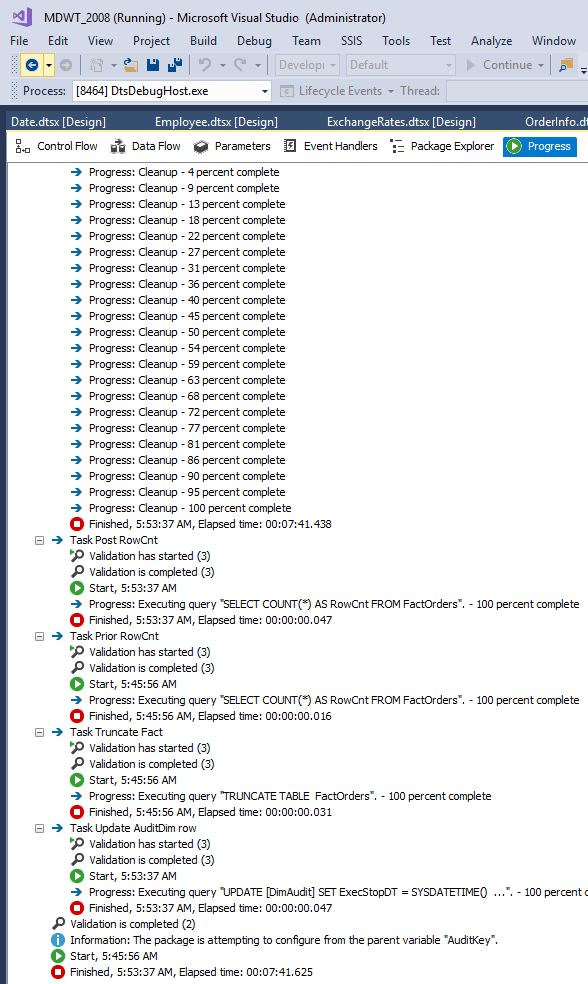 MDWT_2008 (Running) - Microsoft Visual Studio (Administrator)
File Edit View Project Build Debug Team SSIS Tools Test Analyze Window
Develop Default Continue
Process: [8464] DtsDebugHost.exe Lifecycle Events Thread:
Date.dtsx [Design] Employee.dtsx [Design] ExchangeRates.dtsx [Design] OrderInfo.dt
Control Flow Data Flow Parameters Event Handlers Package Explorer Progress
Progress: Cleanup - 4 percent complete
Progress: Cleanup - 9 percent complete
Progress: Cleanup - 13 percent complete
Progress: Cleanup - 18 percent complete
Progress: Cleanup - 22 percent complete
Progress: Cleanup - 27 percent complete
Progress: Cleanup - 31 percent complete
Progress: Cleanup - 36 percent complete
Progress: Cleanup - 40 percent complete
Progress: Cleanup - 45 percent complete
Progress: Cleanup - 50 percent complete
Progress: Cleanup - 54 percent complete
Progress: Cleanup - 59 percent complete
Progress: Cleanup - 63 percent complete
Progress: Cleanup - 68 percent complete
Progress: Cleanup - 72 percent complete
Progress: Cleanup - 77 percent complete
Progress: Cleanup - 81 percent complete
Progress: Cleanup - 86 percent complete
Progress: Cleanup - 90 percent complete
Progress: Cleanup - 95 percent complete
Progress: Cleanup - 100 percent complete
Finished, 5:53:37 AM, Elapsed time: 00:07:41.438
Task Post RowCnt
Validation has started (3)
Validation is completed (3)
Start, 5:53:37 AM
Progress: Executing query "SELECT COUNT(*) AS RowCnt FROM FactOrders". - 100 percent complete
Finished, 5:53:37 AM, Elapsed time: 00:00:00.047
Task Prior RowCnt
Validation has started (3)
Validation is completed (3)
Start, 5:45:56 AM
Progress: Executing query "SELECT COUNT(*) AS RowCnt FROM FactOrders". - 100 percent complete
Finished, 5:45:56 AM, Elapsed time: 00:00:00.016
Task Truncate Fact
Validation has started (3)
Validation is completed (3)
Start, 5:45:56 AM
Progress: Executing query "TRUNCATE TABLE FactOrders". - 100 percent complete
Finished, 5:45:56 AM, Elapsed time: 00:00:00.031
Task Update AuditDim row
Validation has started (3)
Validation is completed (3)
Start, 5:53:37 AM
Progress: Executing query "UPDATE [DimAudit] SET ExecStopDT = SYSDATETIME() ...". - 100 percent c
Finished, 5:53:37 AM, Elapsed time: 00:00:00.047
Validation is completed (2)
Information: The package is attempting to configure from the parent variable "AuditKey".
Start, 5:45:56 AM
Finished, 5:53:37 AM, Elapsed time: 00:07:41.625